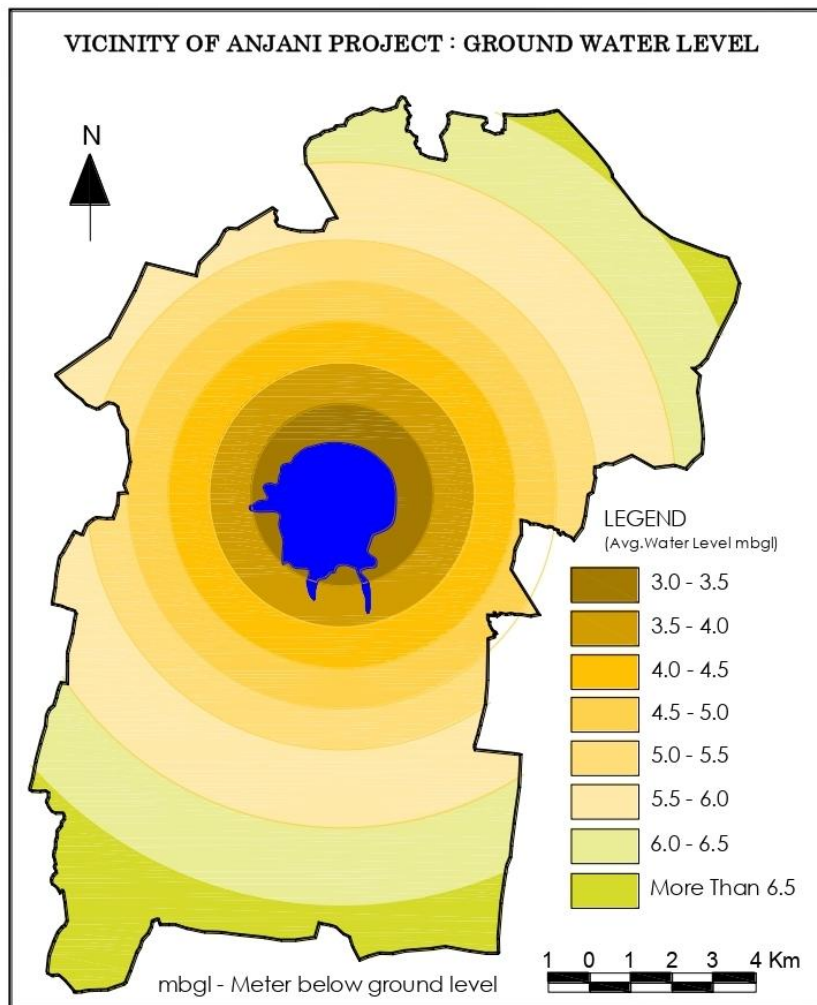 VICINITY OF ANJANI PROJECT : GROUND WATER LEVEL
N
LEGEND
(Avg.Water Level mbgl)
3.0 - 3.5
3.5 - 4.0
4.0 - 4.5
4.5 - 5.0
5.0 - 5.5
5.5 - 6.0
6.0 - 6.5
More Than 6.5
1 0 1 2 3 4 Km
mbgl - Meter below ground level